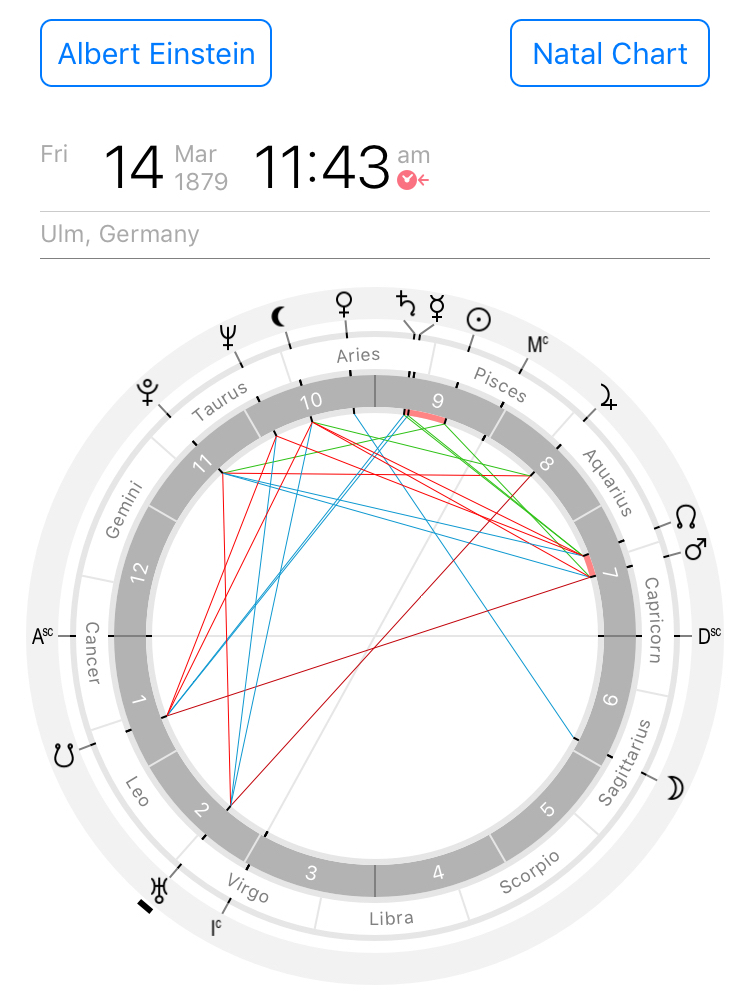 Albert Einstein
Natal Chart
Fri 14 Mar 1879 11:43 am
Ulm, Germany
Aries
Pisces
Aquarius
Capricorn
Sagittarius
Scorpio
Libra
Virgo
Leo
Cancer
Gemini
Taurus
Mc
Dsc
Ic
Asc
10
9
8
7
6
5
4
3
2
1
12
11